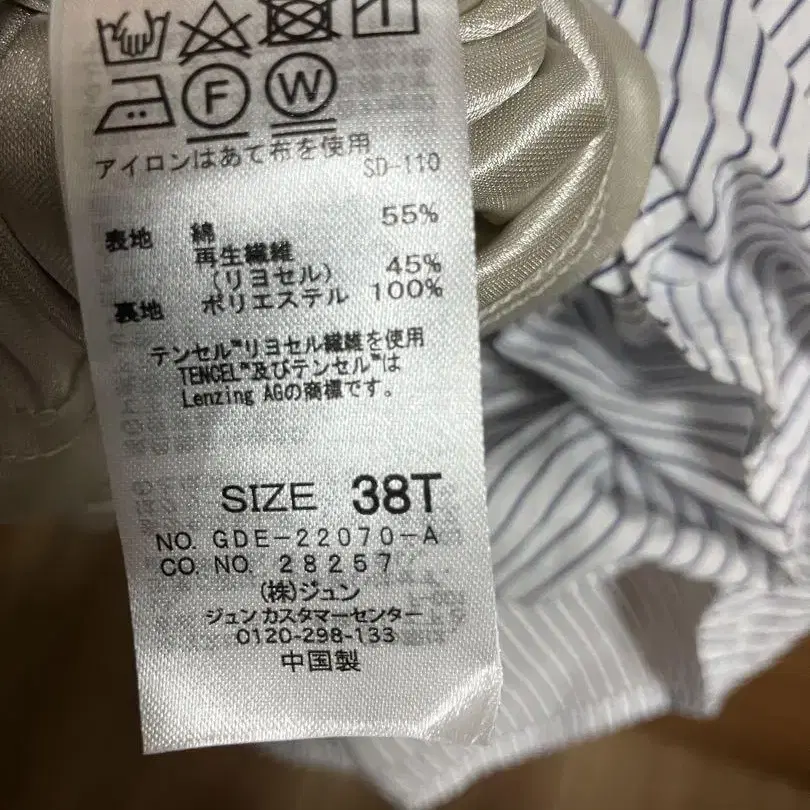 F W
アイロンはあて布を使用
SD-110
表地 綿 55%
再生繊維
(リヨセル) 45%
裏地 ポリエステル 100%
テンセル™リヨセル繊維を使用
TENCEL™及びテンセル™は
Lenzing AGの商標です。
SIZE 38T
NO. GDE-22070-A
CO. NO. 28257
(株)ジュン
ジュンカスタマーセンター
0120-298-133
中国製